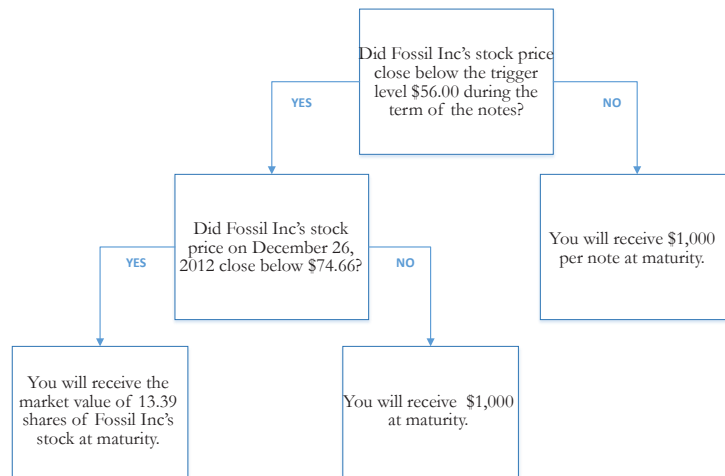 Did Fossil Inc's stock price
close below the trigger
level $56.00 during the
term of the notes?
YES
NO
Did Fossil Inc's stock
price on December 26,
2012 close below $74.66?
You will receive $1,000
per note at maturity.
YES
NO
You will receive the
market value of 13.39
shares of Fossil Inc's
stock at maturity.
You will receive $1,000
at maturity.